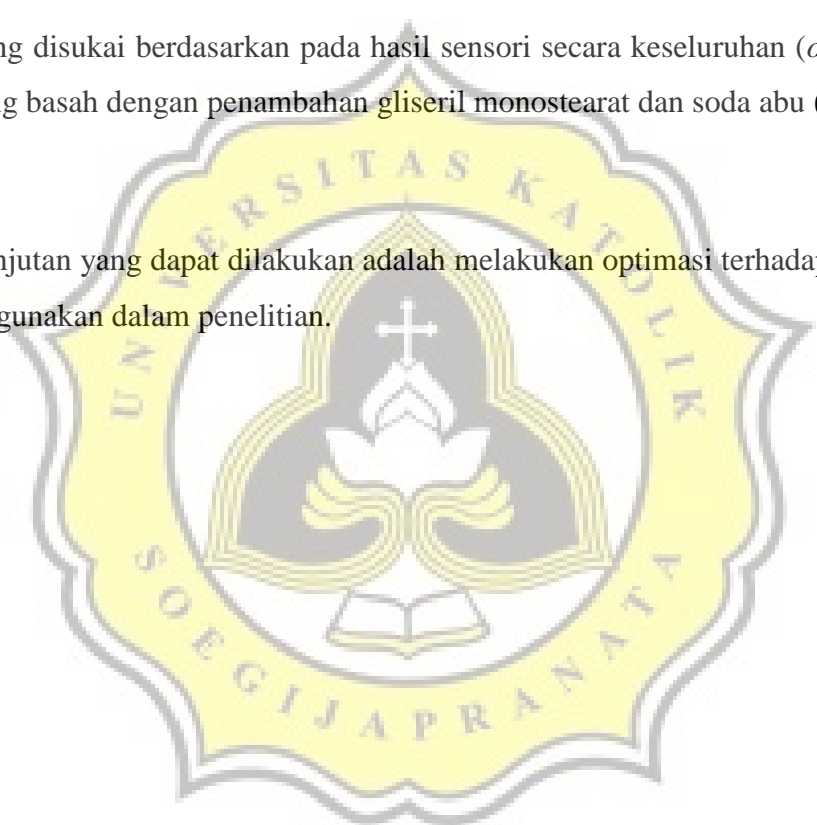 ng disukai berdasarkan pada hasil sensori secara keseluruhan (
g basah dengan penambahan gliseril monostearat dan soda abu (
njutan yang dapat dilakukan adalah melakukan optimasi terhadap
gunakan dalam penelitian.
UNIVERSITAS KATOLIK
SOEGIJAPRANATA